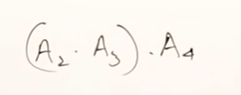 (A₂ · A₃) · A₄